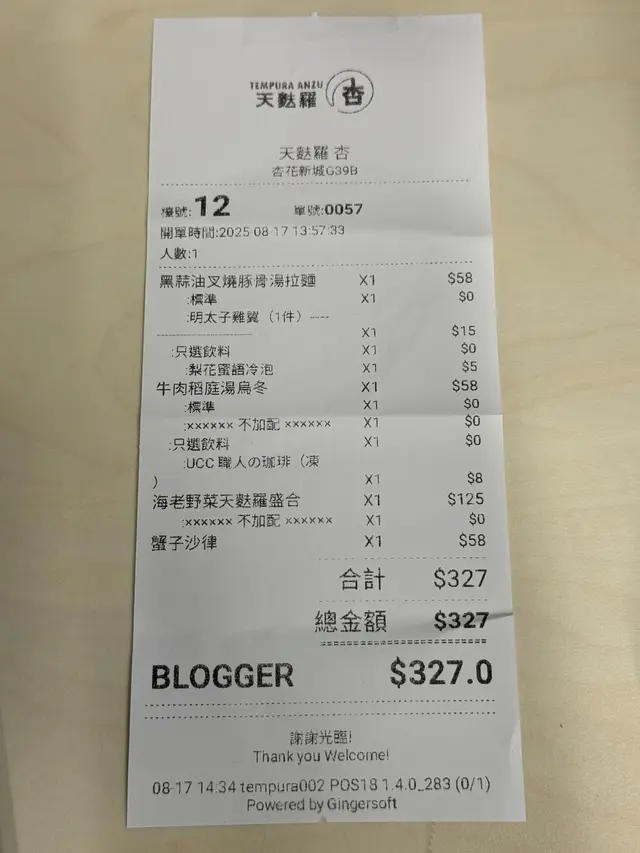 TEMPURA ANZU
天麩羅 杏
天麩羅 杏
杏花新城G39B
檯號: 12 單號:0057
開單時間:2025-08-17 13:57:33
人數:1
黑蒜油叉燒豚骨湯拉麵 X1 $58
:標準 X1 $0
:明太子雞翼（1件）----
-------------------- X1 $15
:只選飲料 X1 $0
:梨花蜜語冷泡 X1 $5
牛肉稻庭湯烏冬 X1 $58
:標準 X1 $0
:×××××× 不加配 ×××××× X1 $0
:只選飲料 X1 $0
:UCC 職人の珈琲（凍
） X1 $8
海老野菜天麩羅盛合 X1 $125
:×××××× 不加配 ×××××× X1 $0
蟹子沙律 X1 $58
合計 $327
總金額 $327
BLOGGER $327.0
謝謝光臨!
Thank you Welcome!
08-17 14:34 tempura002 POS18 1.4.0_283 (0/1)
Powered by Gingersoft